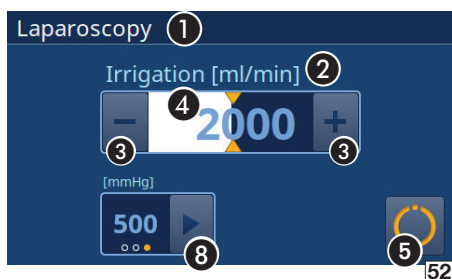 Laparoscopy 1
Irrigation [ml/min] 2
4
− 2000 +
3 3
[mmHg]
500
8 5
52